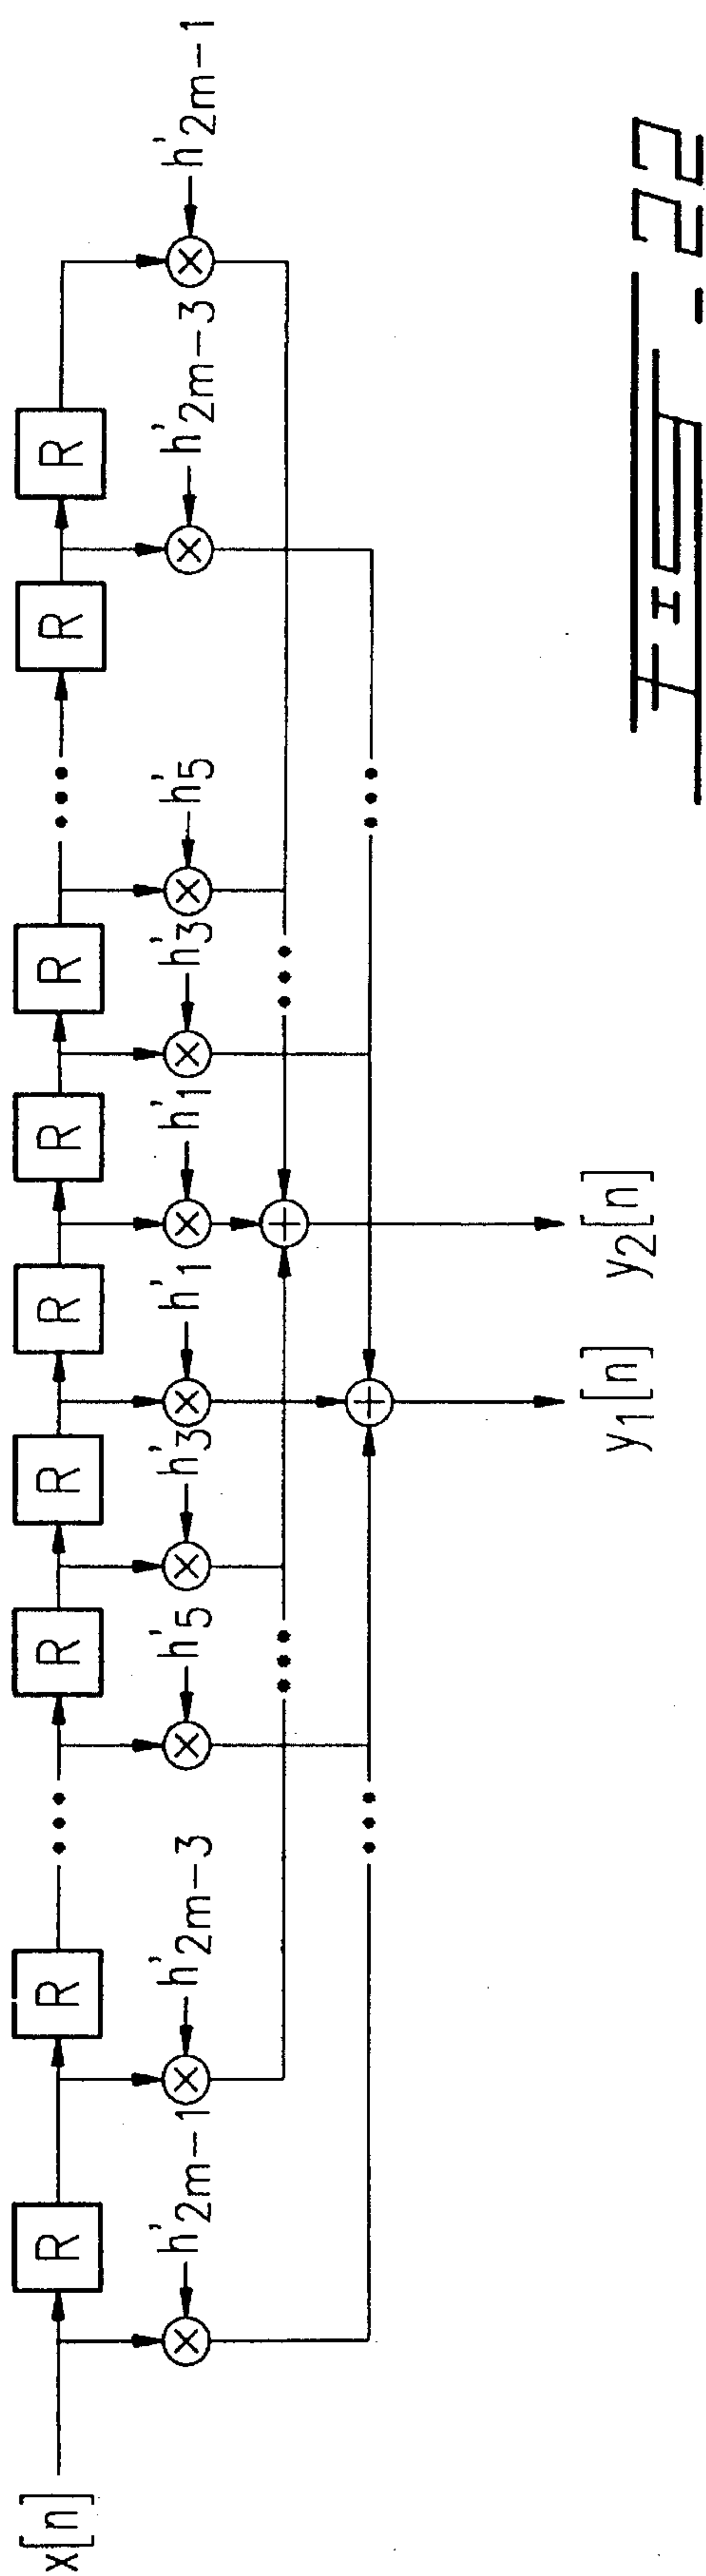 x[n] R R R R R R R R R
h'2m-1 h'2m-3 h'5 h'3 h'1 h'1 h'3 h'5 h'2m-3 h'2m-1
y1[n] y2[n]
FIG-22